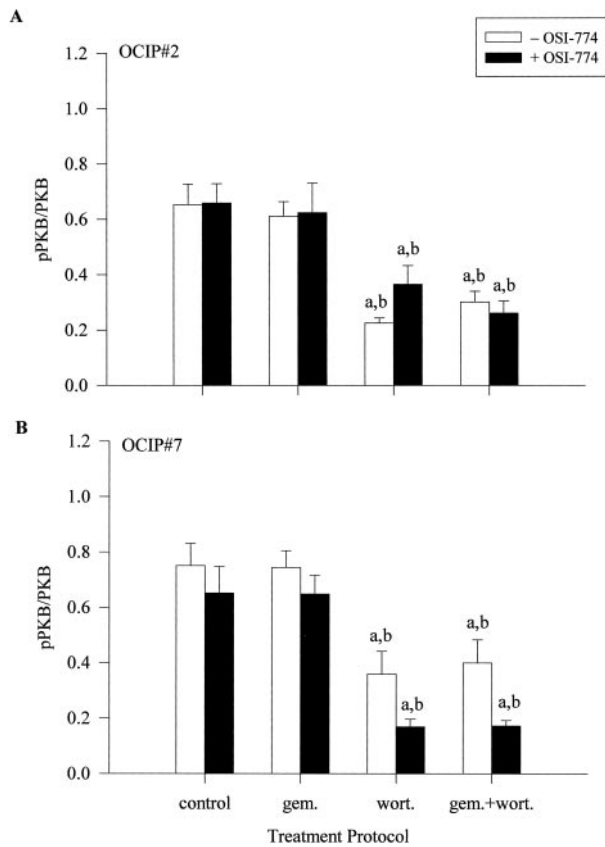 A
OCIP#2
– OSI-774
+ OSI-774
1.2
1.0
0.8
0.6
0.4
0.2
0.0
pPKB/PKB
a,b
a,b
a,b
a,b
B
OCIP#7
1.2
1.0
0.8
0.6
0.4
0.2
0.0
pPKB/PKB
a,b
a,b
a,b
a,b
control gem. wort. gem.+wort.
Treatment Protocol